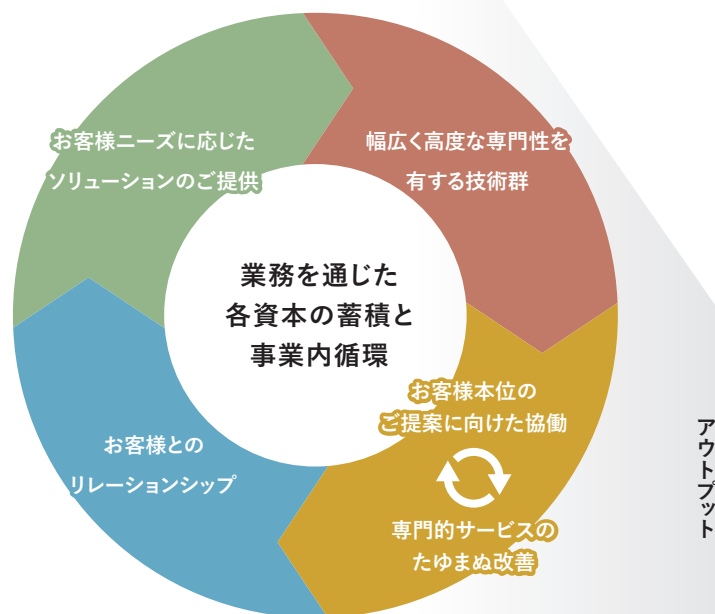 お客様ニーズに応じた
ソリューションのご提供
幅広く高度な専門性を
有する技術群
業務を通じた
各資本の蓄積と
事業内循環
お客様本位の
ご提案に向けた協働
専門的サービスの
たゆまぬ改善
お客様との
リレーションシップ
アウトプット